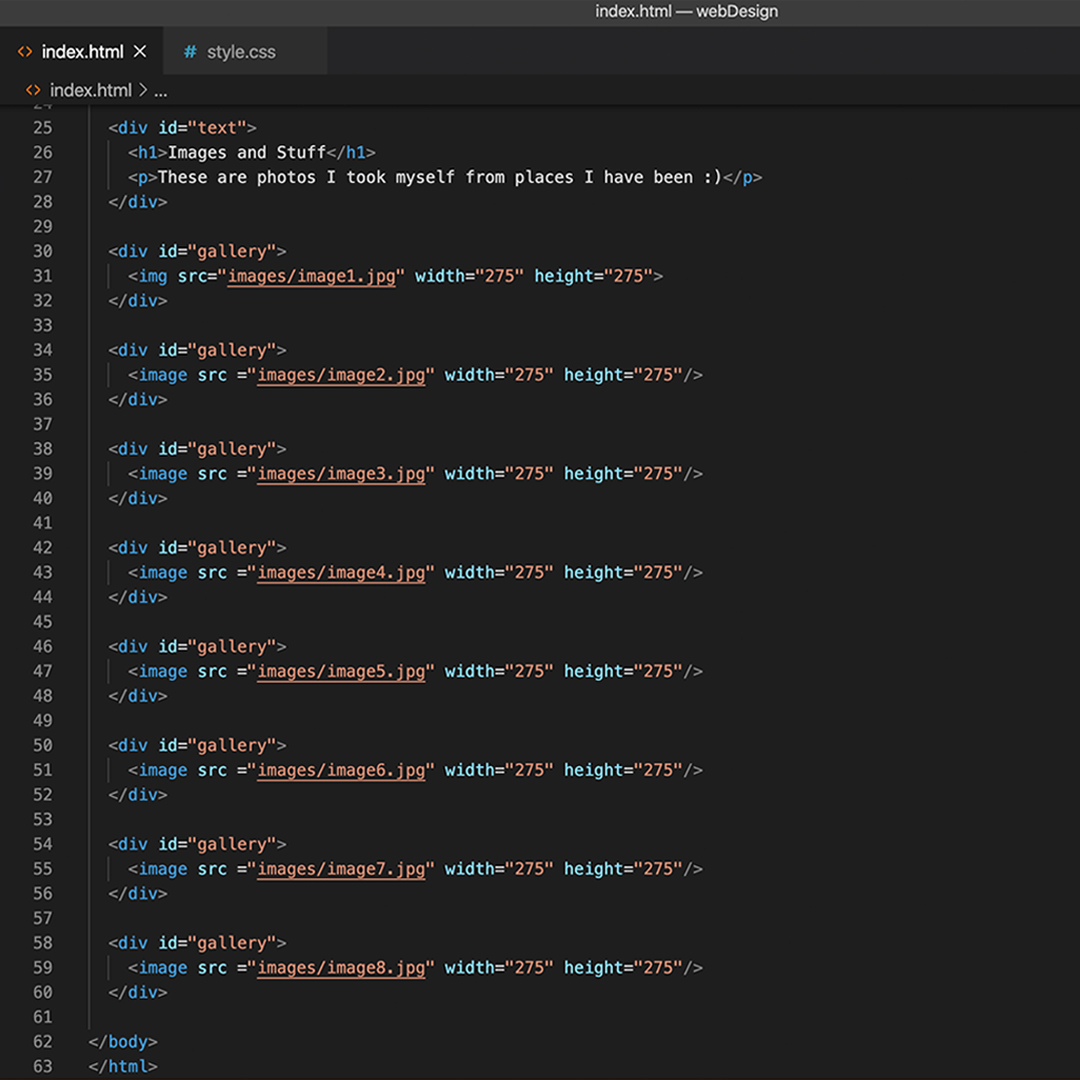 index.html — webDesign
<> index.html × # style.css
<> index.html > ...
24
25 <div id="text">
26 <h1>Images and Stuff</h1>
27 <p>These are photos I took myself from places I have been :)</p>
28 </div>
29
30 <div id="gallery">
31 <img src="images/image1.jpg" width="275" height="275">
32 </div>
33
34 <div id="gallery">
35 <image src ="images/image2.jpg" width="275" height="275"/>
36 </div>
37
38 <div id="gallery">
39 <image src ="images/image3.jpg" width="275" height="275"/>
40 </div>
41
42 <div id="gallery">
43 <image src ="images/image4.jpg" width="275" height="275"/>
44 </div>
45
46 <div id="gallery">
47 <image src ="images/image5.jpg" width="275" height="275"/>
48 </div>
49
50 <div id="gallery">
51 <image src ="images/image6.jpg" width="275" height="275"/>
52 </div>
53
54 <div id="gallery">
55 <image src ="images/image7.jpg" width="275" height="275"/>
56 </div>
57
58 <div id="gallery">
59 <image src ="images/image8.jpg" width="275" height="275"/>
60 </div>
61
62 </body>
63 </html>